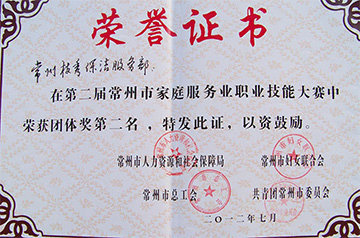 荣誉证书
常州 秀保洁服务部:
在第二届常州市家庭服务业职业技能大赛中
荣获团体奖第二名，特发此证，以资鼓励。
常州市人力资源和社会保障局 常州市妇女联合会
常州市总工会 共青团常州市委员会
二〇一二年七月